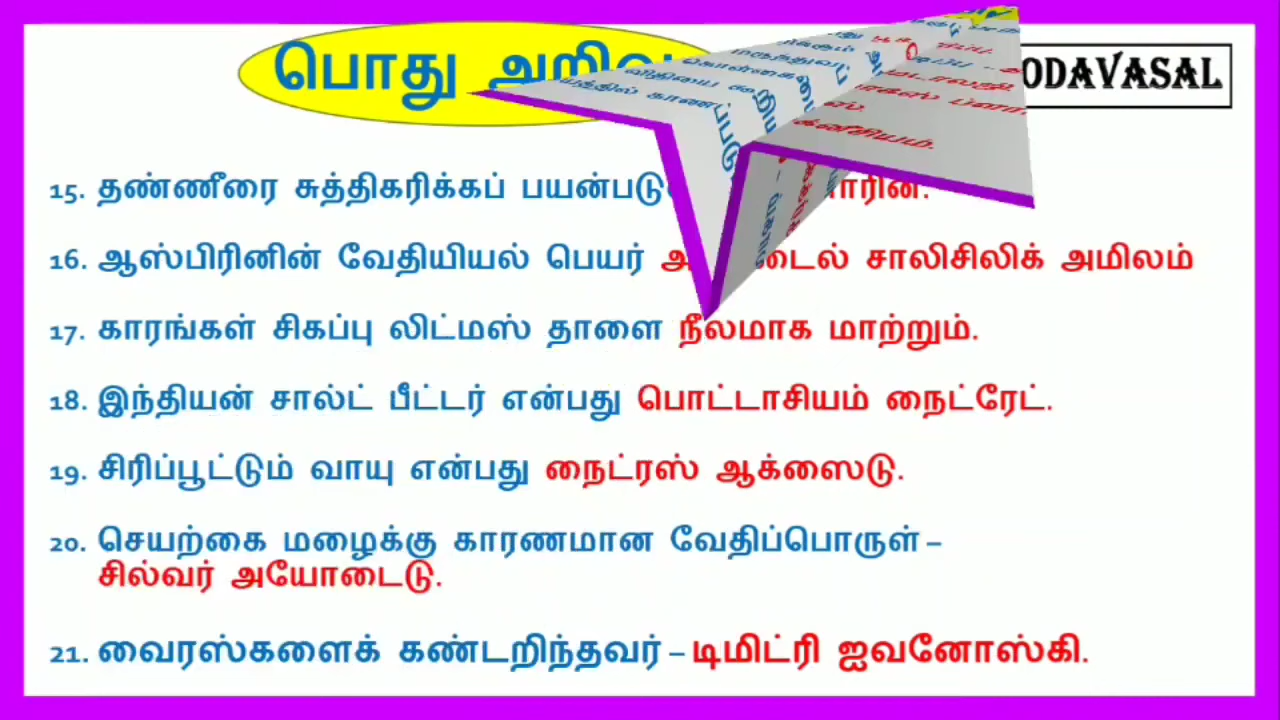 பொது
ODAVASAL
15. தண்ணீரை சுத்திகரிக்கப்
16. ஆஸ்பிரினின் வேதியியல் பெயர் சாலிசிலிக் அமிலம்
17. காரங்கள் சிகப்பு லிட்மஸ் தாளை நீலமாக மாற்றும்.
18. இந்தியன் சால்ட் பீட்டர் என்பது பொட்டாசியம் நைட்ரேட்.
19. சிரிப்பூட்டும் வாயு என்பது நைட்ரஸ் ஆக்ஸைடு.
20. செயற்கை மழைக்கு காரணமான வேதிப்பொருள் –
சில்வர் அயோடைடு.
21. வைரஸ்களைக் கண்டறிந்தவர் – டிமிட்ரி ஐவனோஸ்கி.